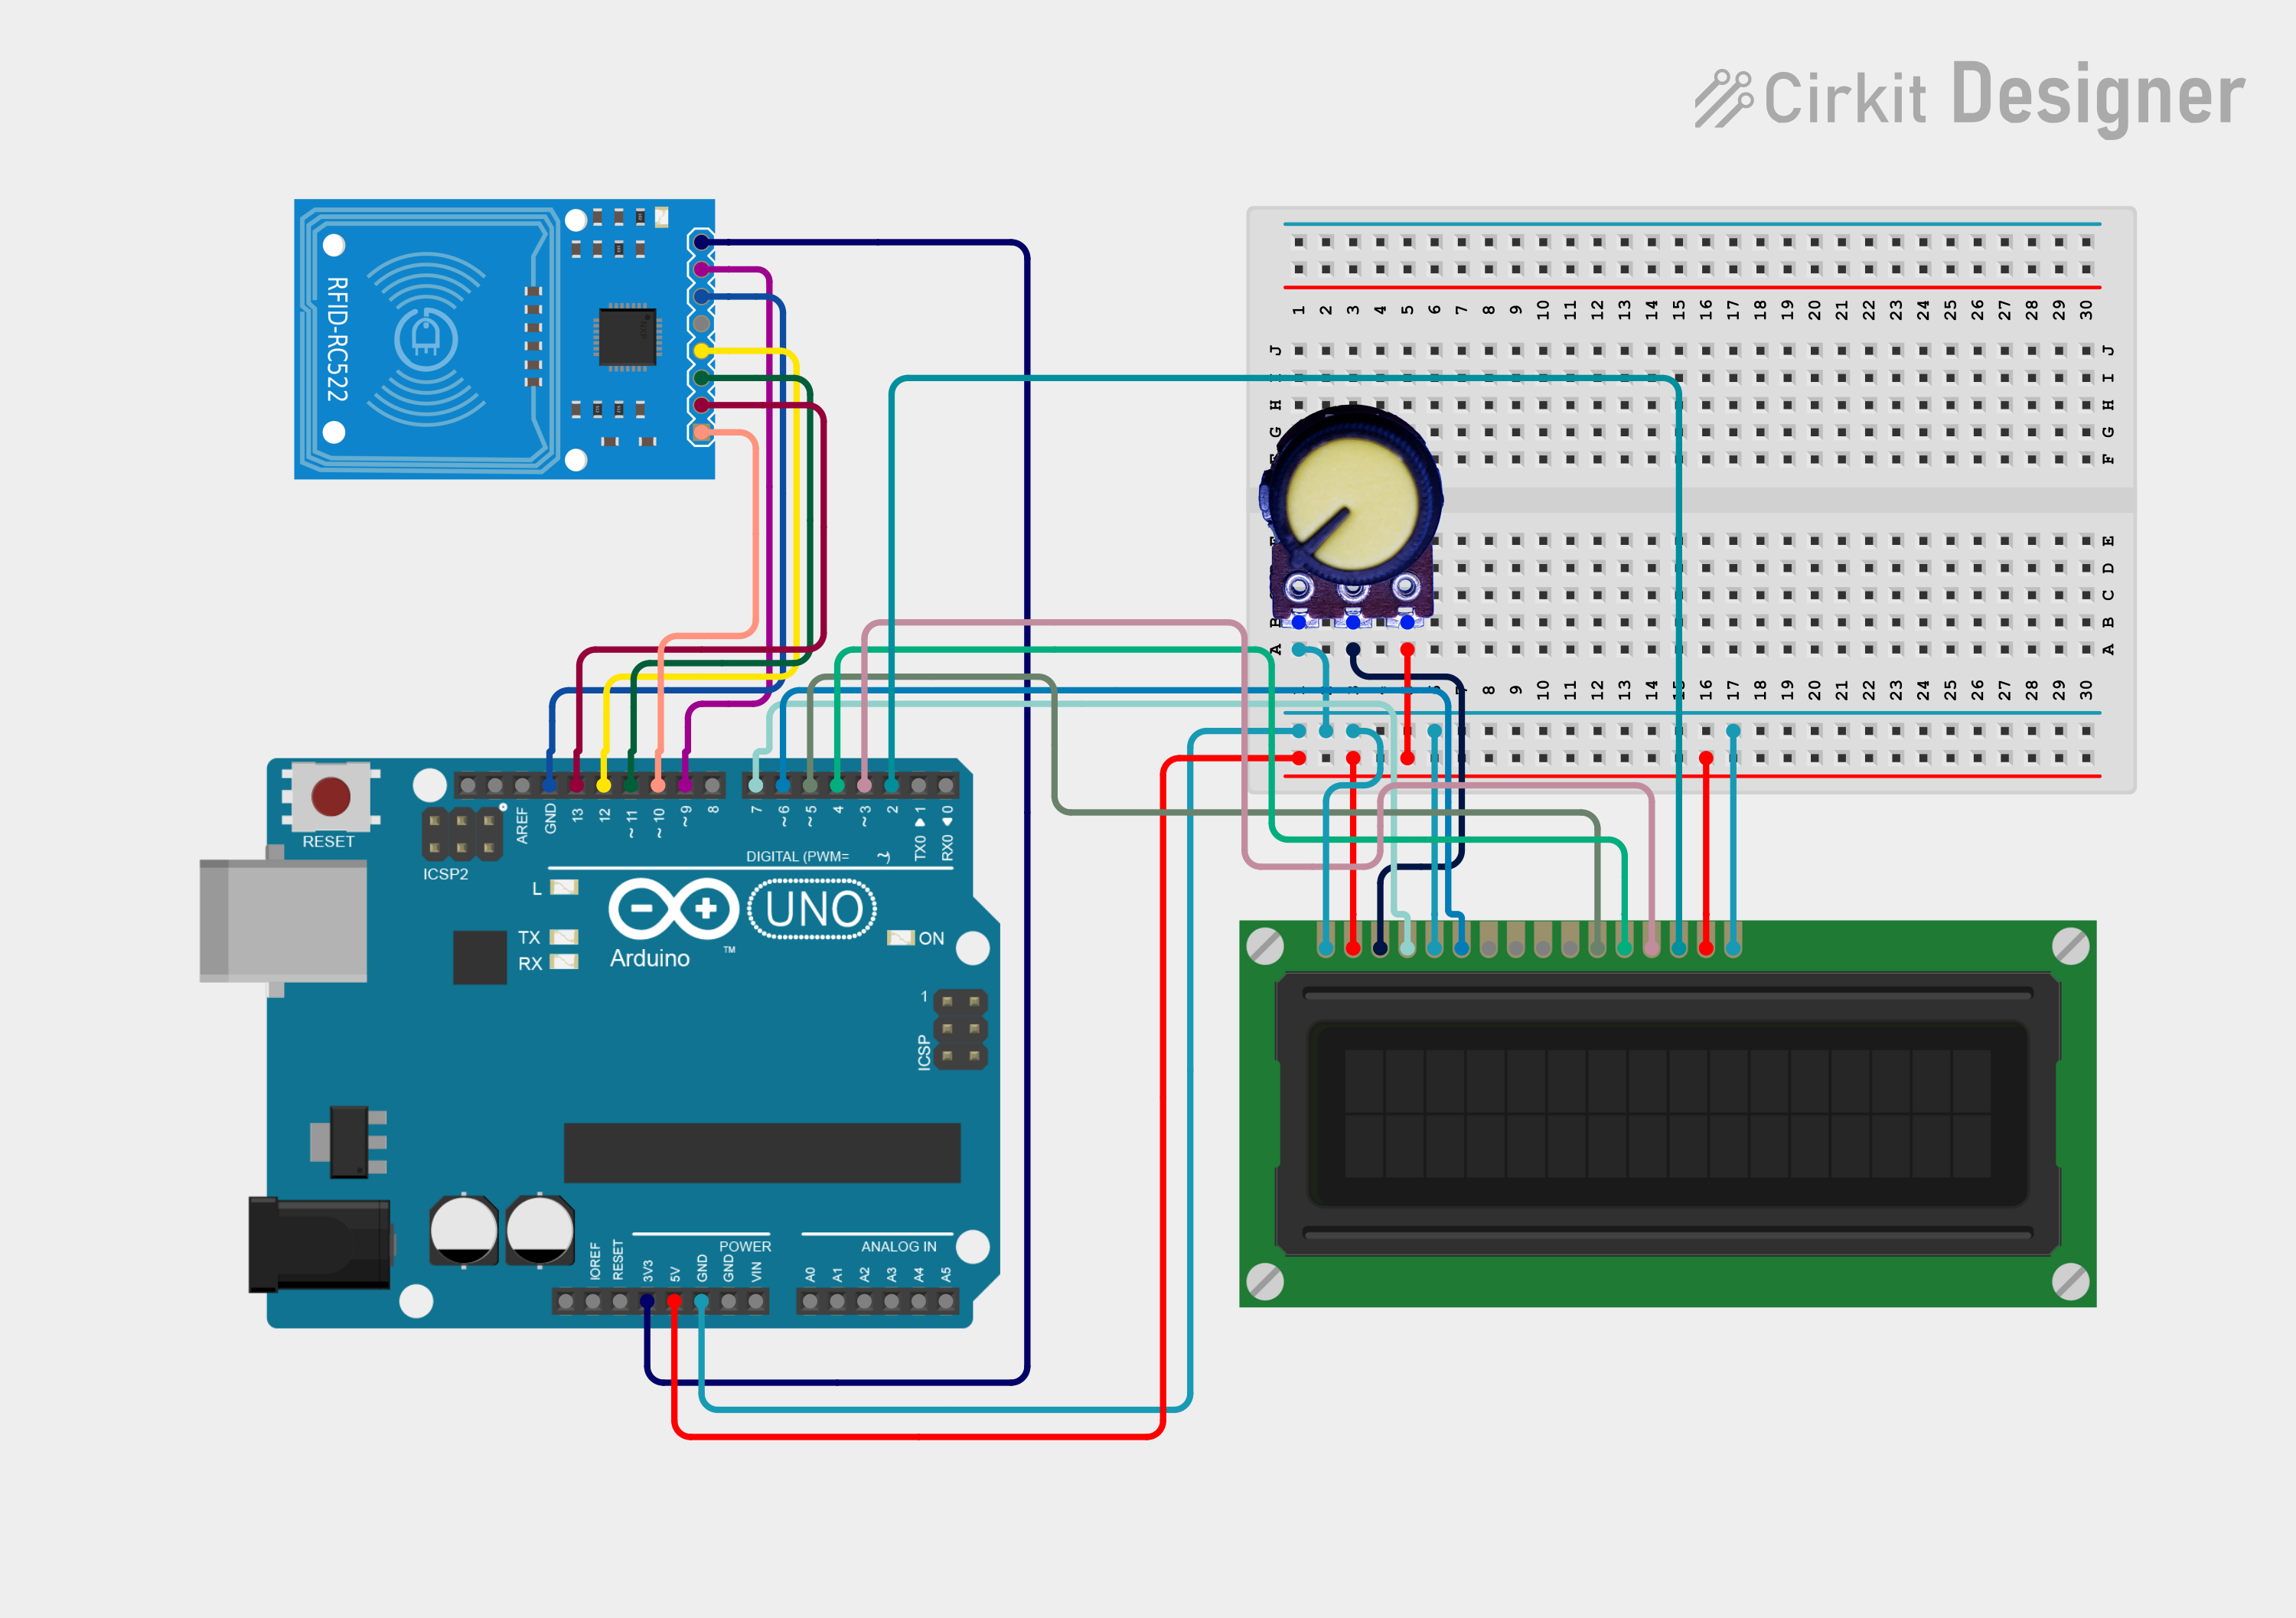 Cirkit Designer
RFID-RC522
1 2 3 4 5 6 7 8 9 10 11 12 13 14 15 16 17 18 19 20 21 22 23 24 25 26 27 28 29 30
J J
I
H H
G G
F
E
D
C
B B
A A
8 9 10 11 12 13 14 15 16 17 18 19 20 21 22 23 24 25 26 27 28 29 30
RESET
ICSP2
AREF
GND
13
12
~11
~10
~9
8
7
~6
~5
4
~3
2
TX0 ▶ 1
RX0 ◀ 0
DIGITAL (PWM= ~)
L
TX
RX
UNO
ON
Arduino
TM
1
ICSP
POWER
ANALOG IN
IOREF
RESET
3V3
5V
GND
GND
VIN
A0
A1
A2
A3
A4
A5